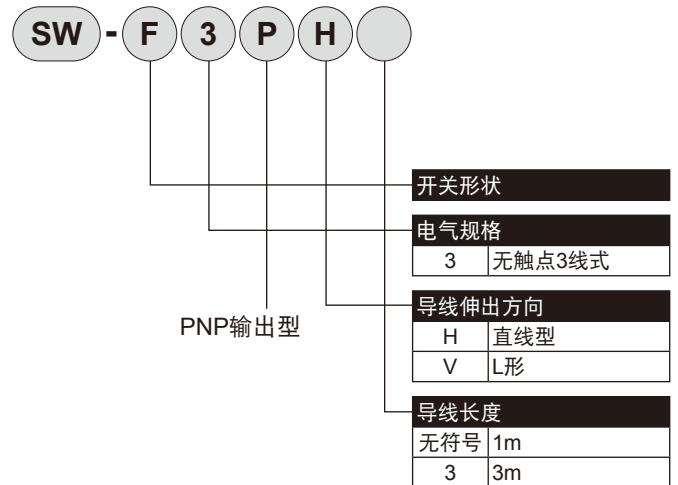 SW - F 3 P H
开关形状
电气规格
3 无触点3线式
PNP输出型
导线伸出方向
H 直线型
V L形
导线长度
无符号 1m
3 3m